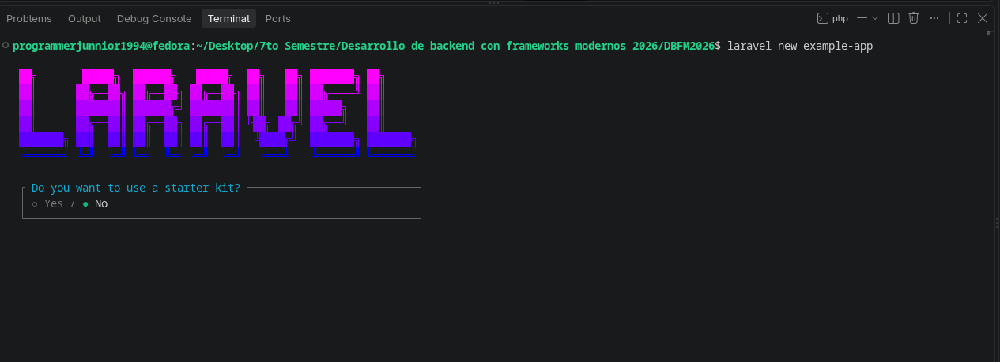 Problems Output Debug Console Terminal Ports php
programmerjunnior1994@fedora:~/Desktop/7to Semestre/Desarrollo de backend con frameworks modernos 2026/DBFM2026$ laravel new example-app
LARAVEL
Do you want to use a starter kit?
○ Yes / ● No